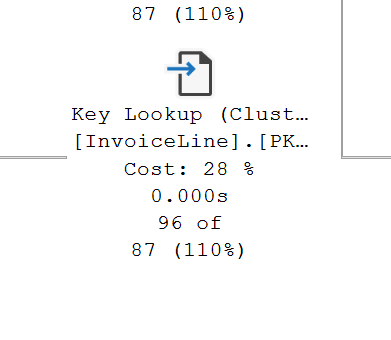 87 (110%)
Key Lookup (Clust…
[InvoiceLine].[PK…
Cost: 28 %
0.000s
96 of
87 (110%)